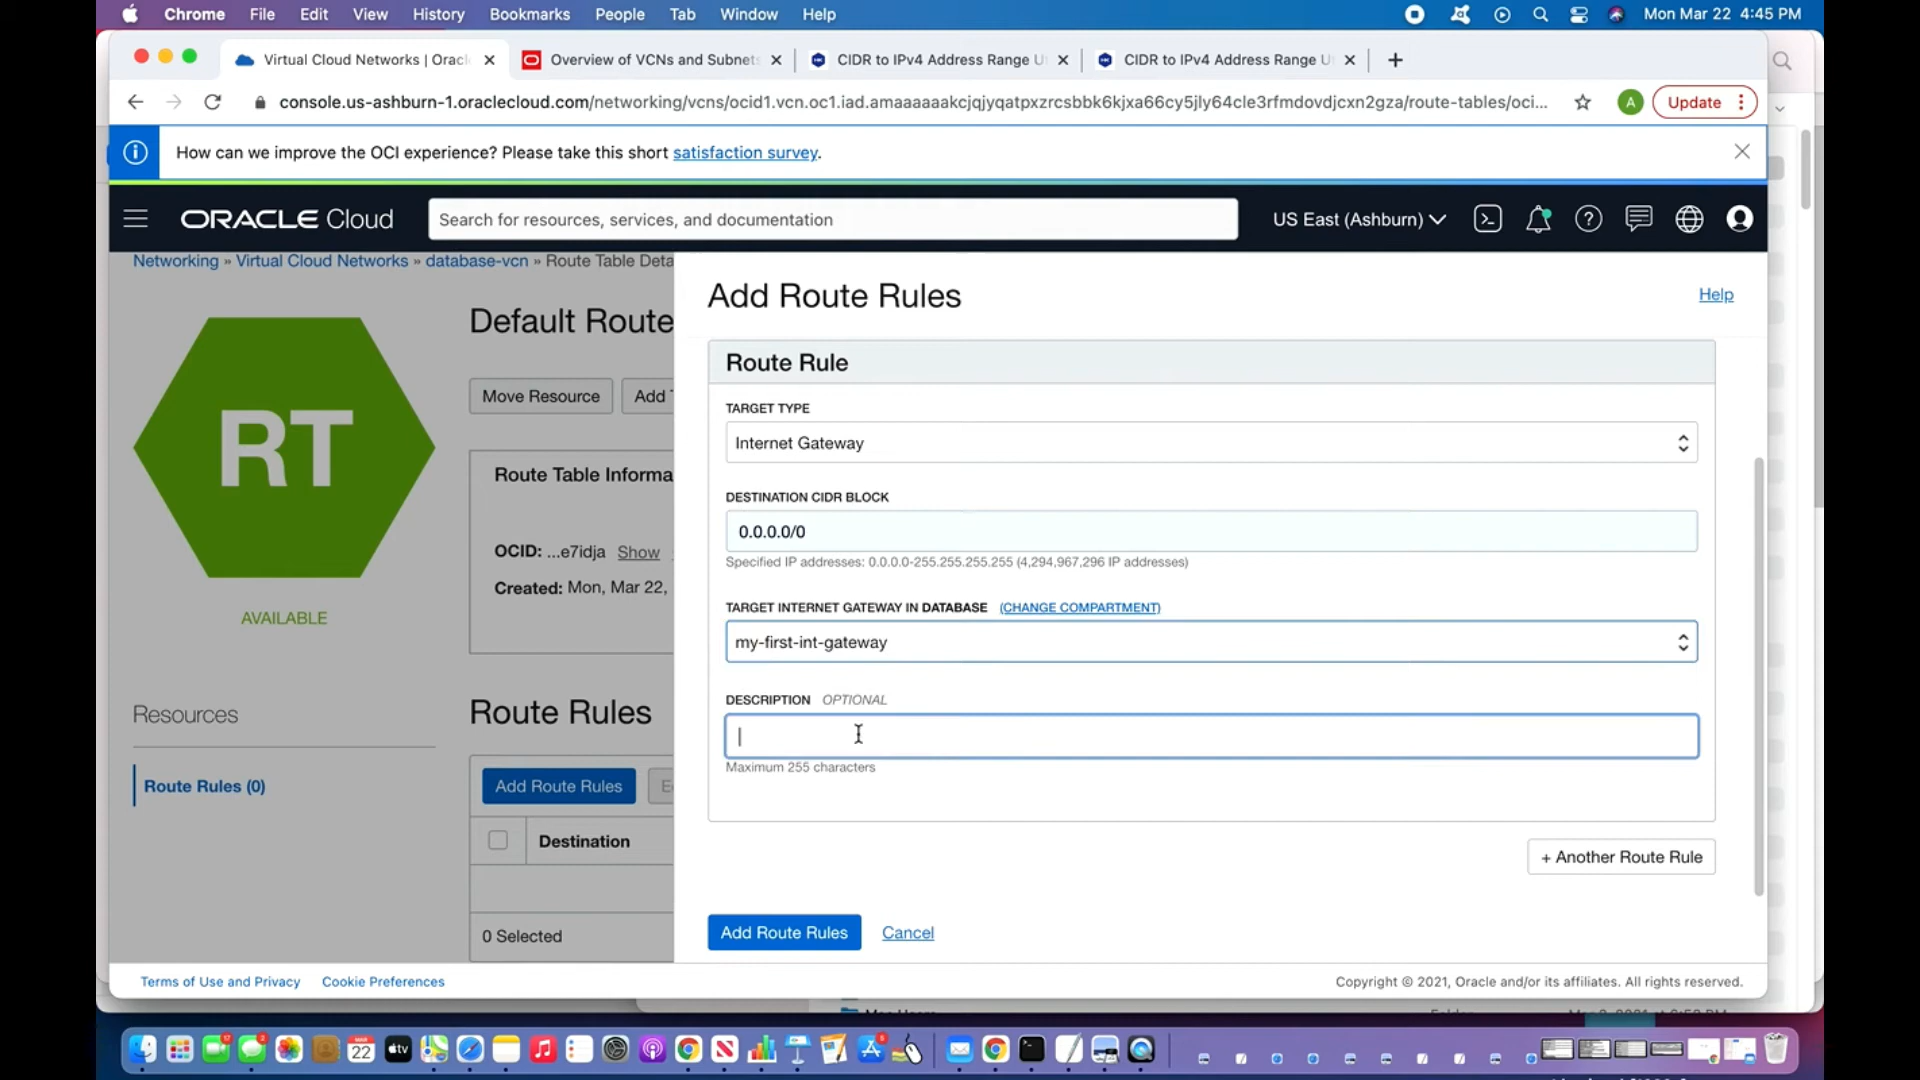 Chrome File Edit View History Bookmarks People Tab Window Help Mon Mar 22 4:45 PM
Virtual Cloud Networks | Oracl
Overview of VCNs and Subnets
CIDR to IPv4 Address Range U
CIDR to IPv4 Address Range U
console.us-ashburn-1.oraclecloud.com/networking/vcns/ocid1.vcn.oc1.iad.amaaaaaakcjqjyqatpxzrcsbbk6kjxa66cy5jly64cle3rfmdovdjcxn2gza/route-tables/oci...
A
Update
How can we improve the OCI experience? Please take this short satisfaction survey.
ORACLE Cloud
Search for resources, services, and documentation
US East (Ashburn)
Networking » Virtual Cloud Networks » database-vcn » Route Table Deta
RT
AVAILABLE
Default Route
Move Resource
Add T
Route Table Informa
OCID: ...e7idja Show
Created: Mon, Mar 22,
Resources
Route Rules (0)
Route Rules
Add Route Rules
E
Destination
0 Selected
Add Route Rules
Help
Route Rule
TARGET TYPE
Internet Gateway
DESTINATION CIDR BLOCK
0.0.0.0/0
Specified IP addresses: 0.0.0.0-255.255.255.255 (4,294,967,296 IP addresses)
TARGET INTERNET GATEWAY IN DATABASE (CHANGE COMPARTMENT)
my-first-int-gateway
DESCRIPTION OPTIONAL
Maximum 255 characters
+ Another Route Rule
Add Route Rules
Cancel
Terms of Use and Privacy
Cookie Preferences
Copyright © 2021, Oracle and/or its affiliates. All rights reserved.
MAR
22
tv